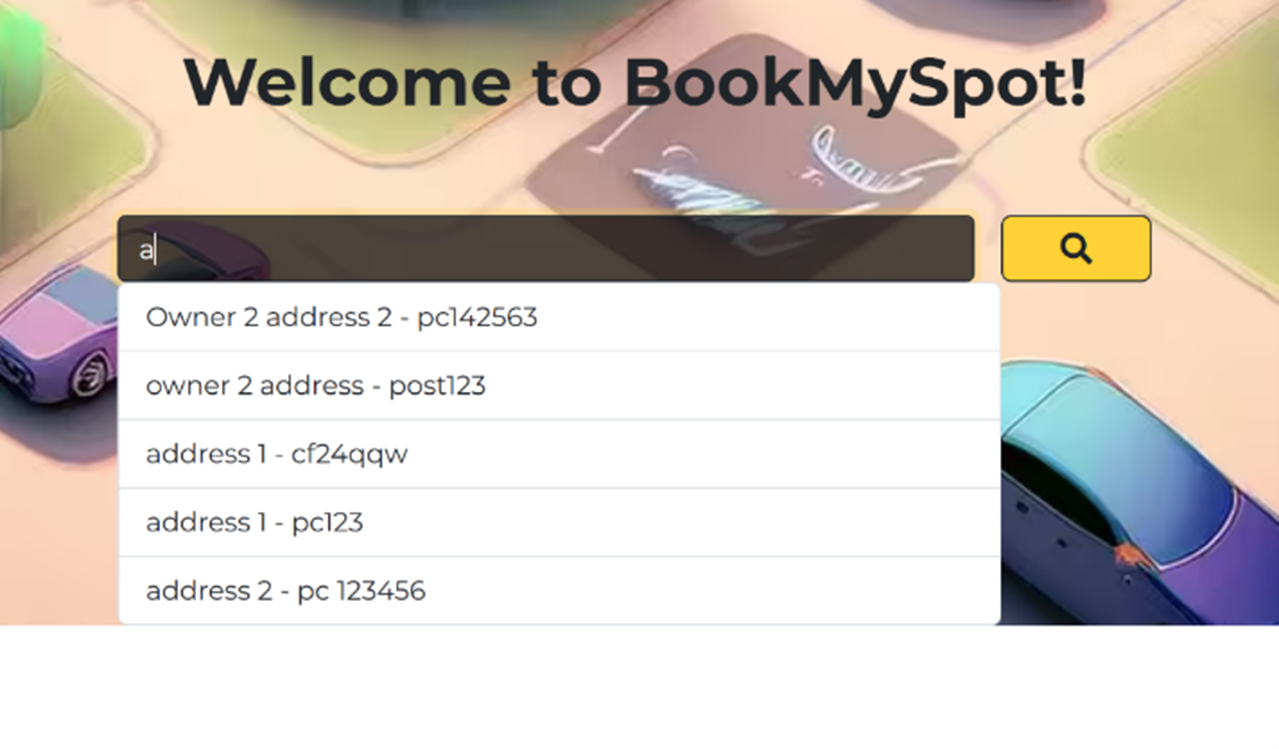 Welcome to BookMySpot!
a
Owner 2 address 2 - pc142563
owner 2 address - post123
address 1 - cf24qqw
address 1 - pc123
address 2 - pc 123456